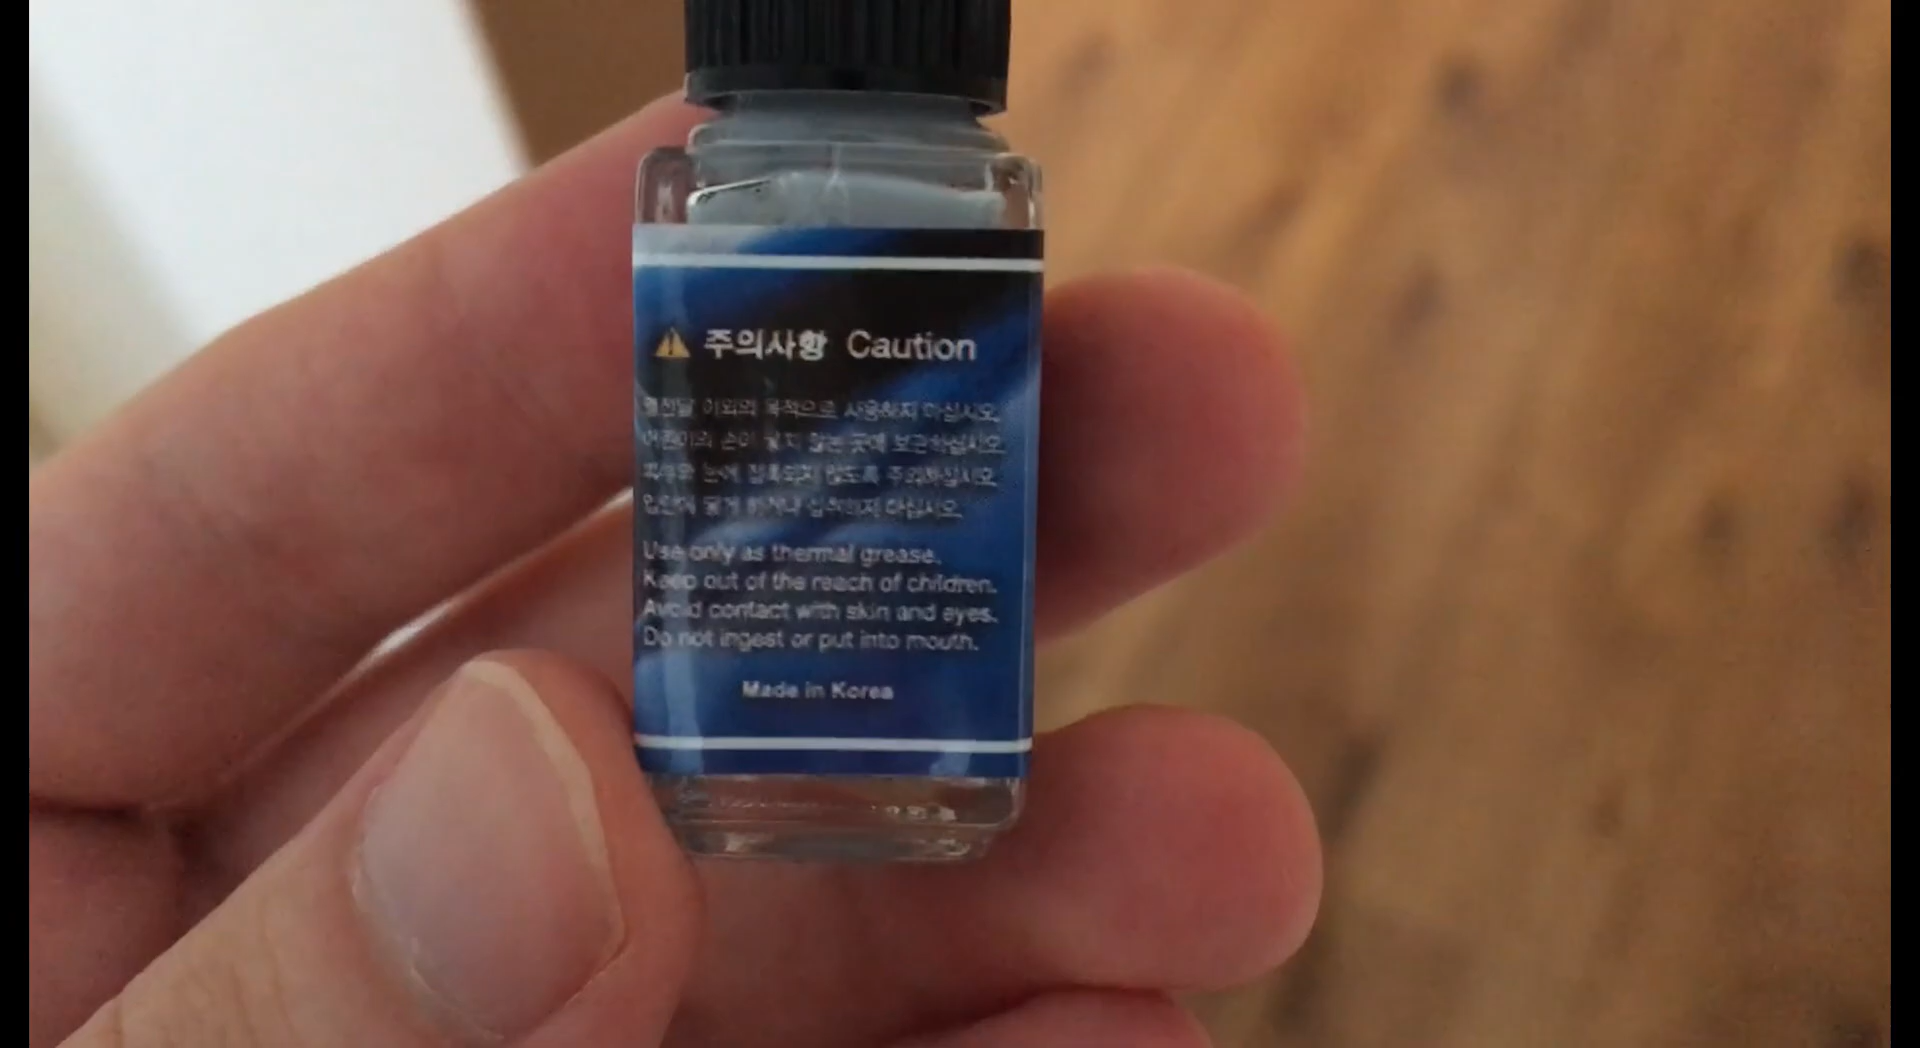 주의사항 Caution
열전달 이외의 목적으로 사용하지 마십시오.
어린이의 손이 닿지 않는 곳에 보관하십시오.
피부와 눈에 접촉되지 않도록 주의하십시오.
입안에 넣게 하거나 섭취하지 마십시오.
Use only as thermal grease.
Keep out of the reach of children.
Avoid contact with skin and eyes.
Do not ingest or put into mouth.
Made in Korea